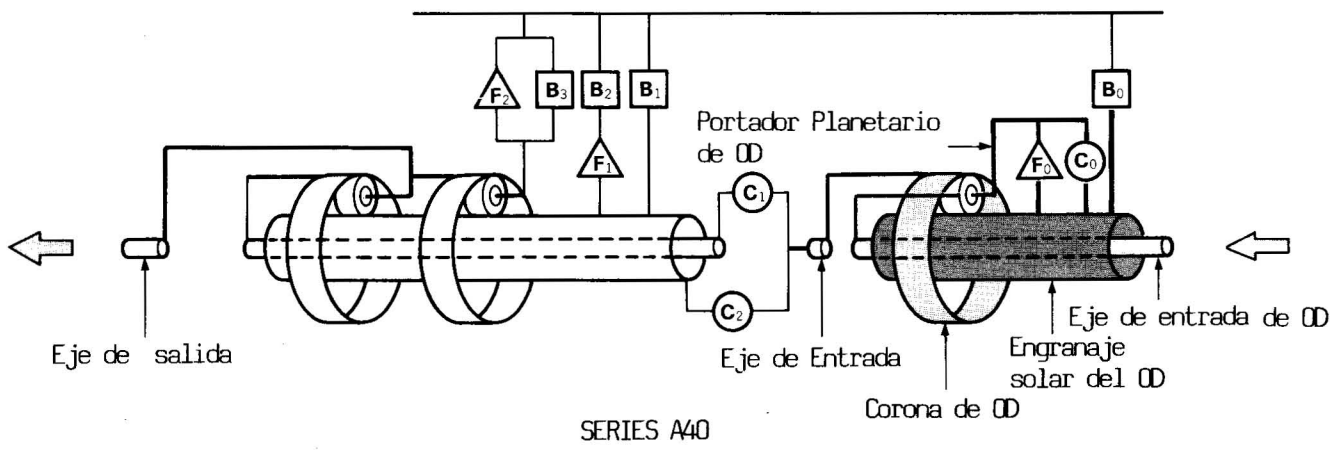 F2
B3
B2
B1
B0
F1
Portador Planetario
de OD
C1
F0
C0
C2
Eje de salida
Eje de Entrada
Eje de entrada de OD
Engranaje
solar del OD
Corona de OD
SERIES A40